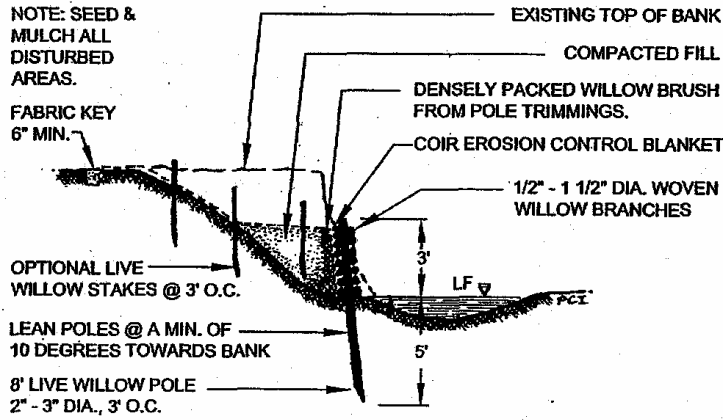 NOTE: SEED &
MULCH ALL
DISTURBED
AREAS.
FABRIC KEY
6" MIN.
EXISTING TOP OF BANK
COMPACTED FILL
DENSELY PACKED WILLOW BRUSH
FROM POLE TRIMMINGS.
COIR EROSION CONTROL BLANKET
1/2" - 1 1/2" DIA. WOVEN
WILLOW BRANCHES
3'
LF
PCI
5'
OPTIONAL LIVE
WILLOW STAKES @ 3' O.C.
LEAN POLES @ A MIN. OF
10 DEGREES TOWARDS BANK
8' LIVE WILLOW POLE
2" - 3" DIA., 3' O.C.